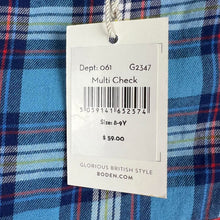 Dept: 061 G2347
Multi Check
5 059141 652574
Size: 8-9Y
$ 59.00
GLORIOUS BRITISH STYLE
BODEN.COM